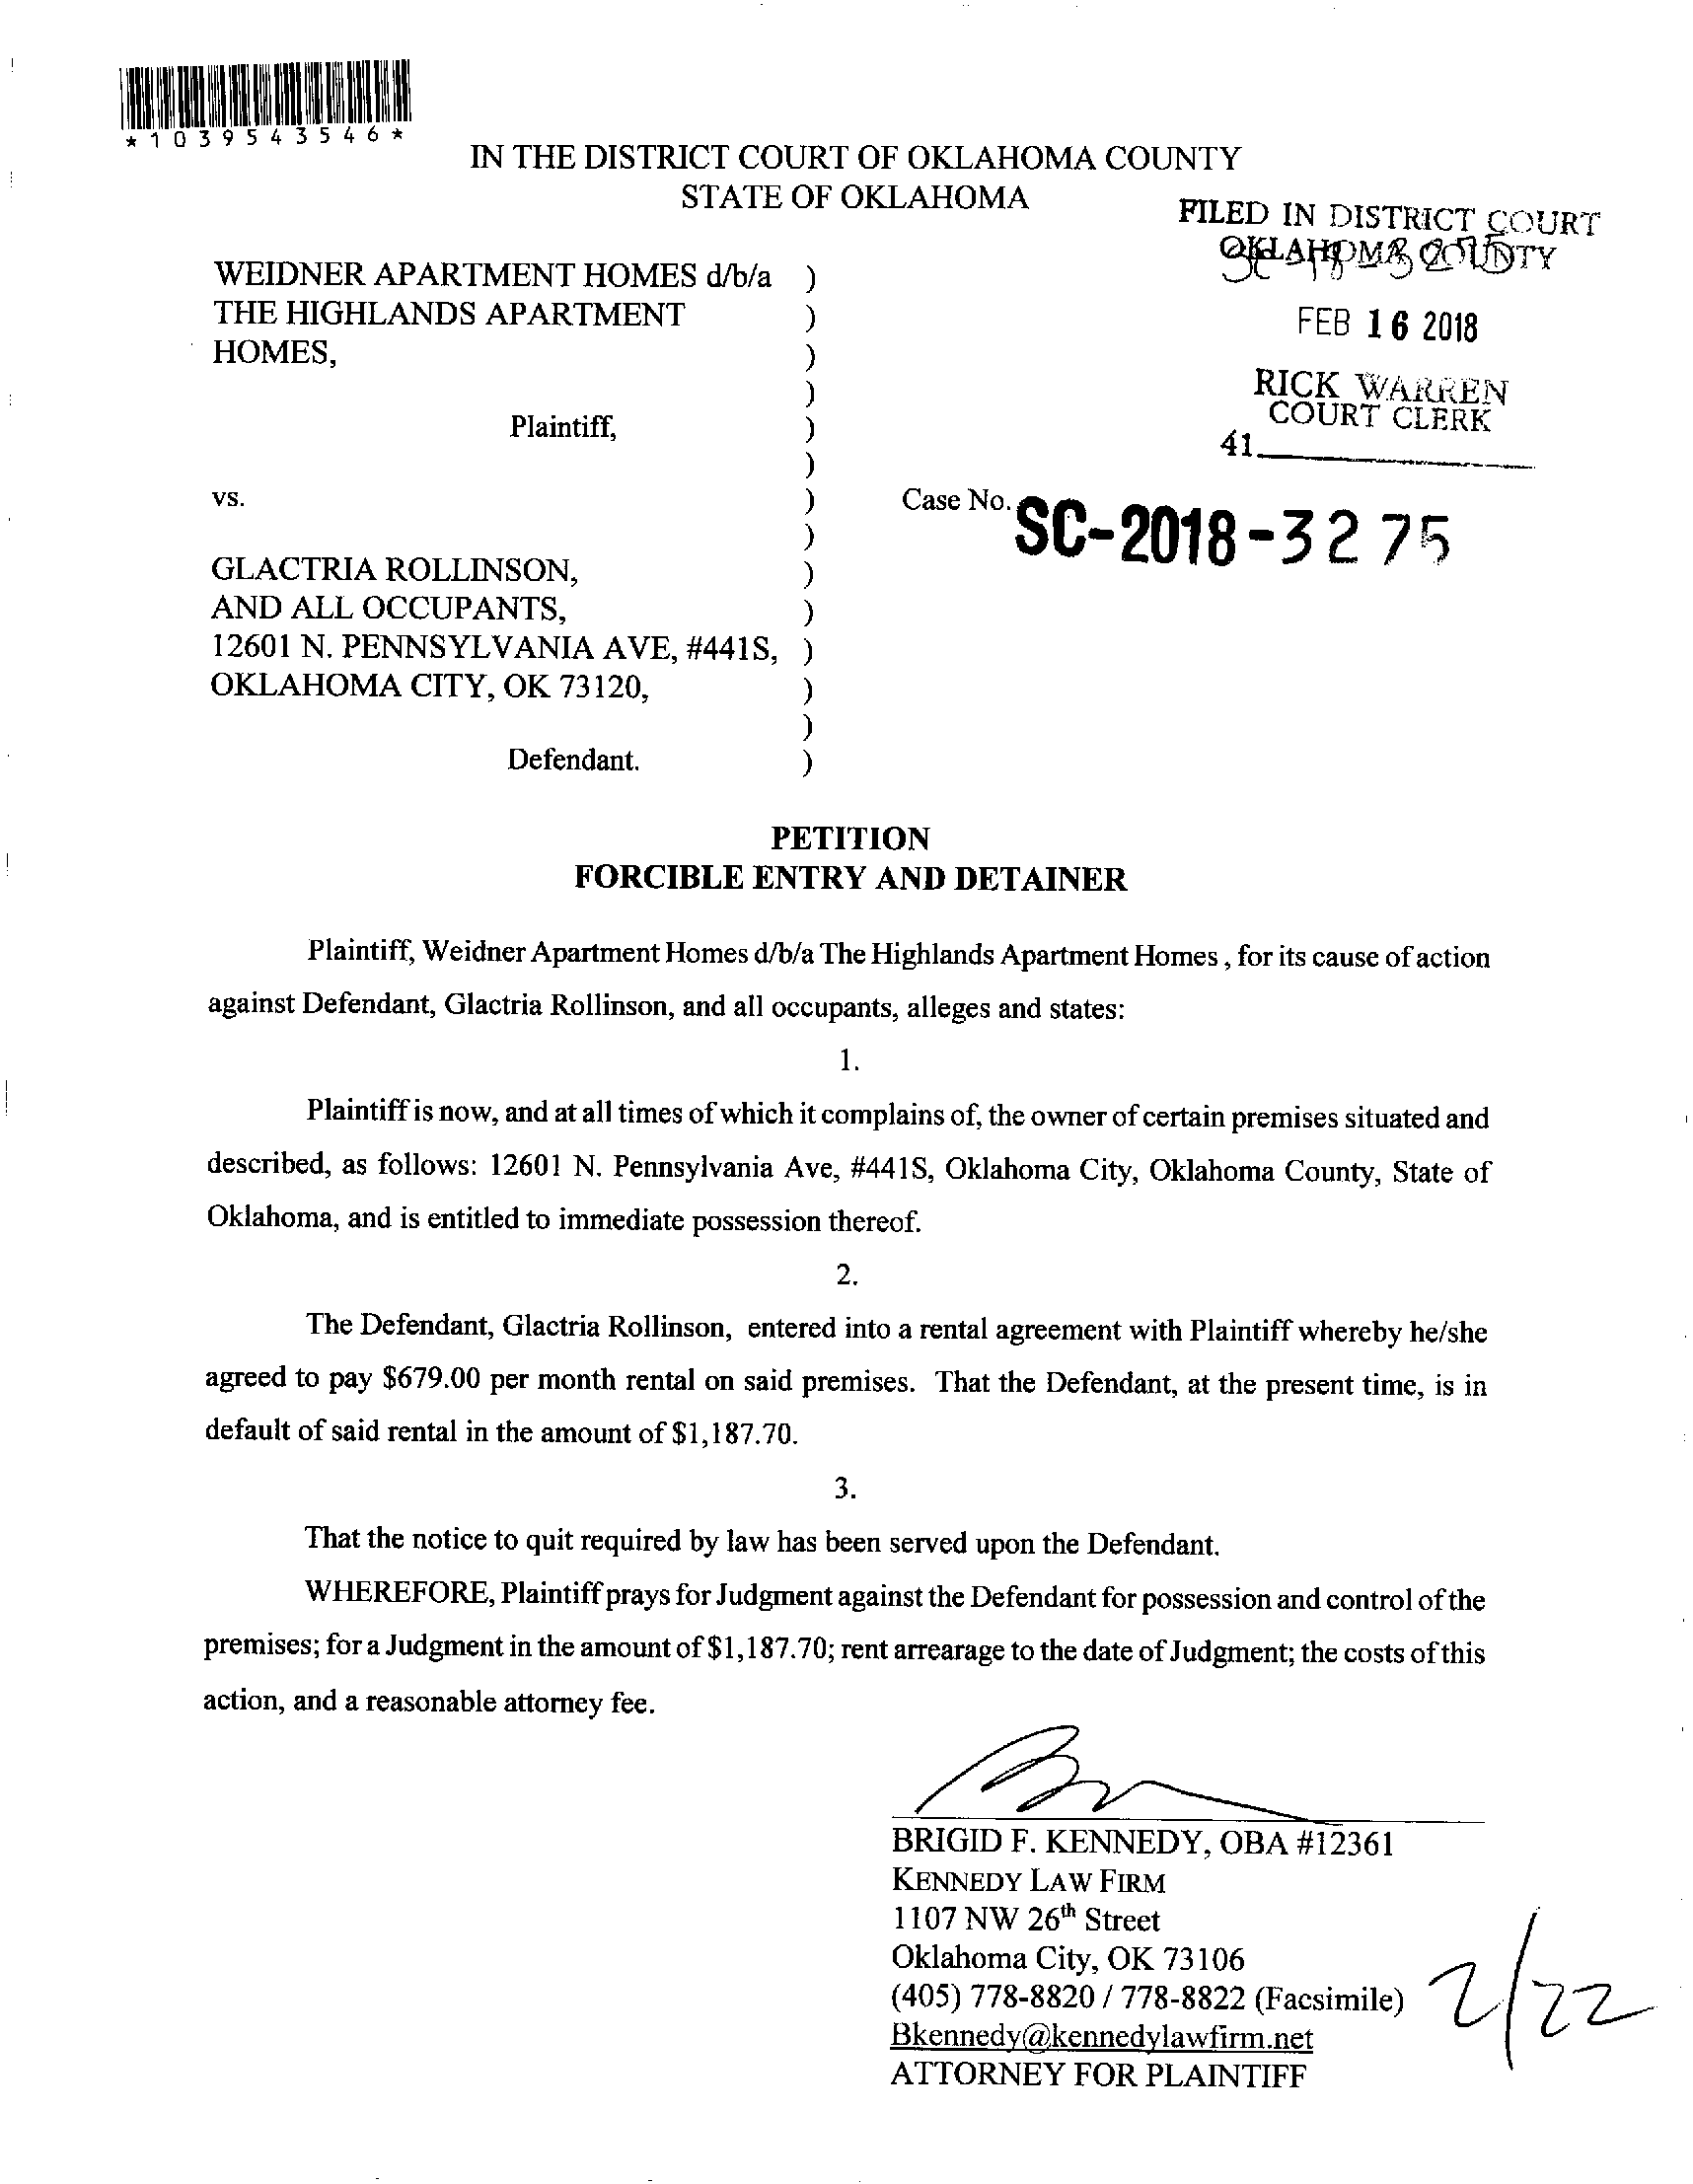 *1039543546*
IN THE DISTRICT COURT OF OKLAHOMA COUNTY
STATE OF OKLAHOMA
FILED IN DISTRICT COURT
OKLAHOMA COUNTY
FEB 16 2018
RICK WARREN
COURT CLERK
41
WEIDNER APARTMENT HOMES d/b/a )
THE HIGHLANDS APARTMENT )
HOMES, )
)
Plaintiff, )
)
vs. ) Case No. SC-2018-3275
)
GLACTRIA ROLLINSON, )
AND ALL OCCUPANTS, )
12601 N. PENNSYLVANIA AVE, #441S, )
OKLAHOMA CITY, OK 73120, )
)
Defendant. )
PETITION
FORCIBLE ENTRY AND DETAINER
Plaintiff, Weidner Apartment Homes d/b/a The Highlands Apartment Homes , for its cause of action
against Defendant, Glactria Rollinson, and all occupants, alleges and states:
1.
Plaintiff is now, and at all times of which it complains of, the owner of certain premises situated and
described, as follows: 12601 N. Pennsylvania Ave, #441S, Oklahoma City, Oklahoma County, State of
Oklahoma, and is entitled to immediate possession thereof.
2.
The Defendant, Glactria Rollinson, entered into a rental agreement with Plaintiff whereby he/she
agreed to pay $679.00 per month rental on said premises. That the Defendant, at the present time, is in
default of said rental in the amount of $1,187.70.
3.
That the notice to quit required by law has been served upon the Defendant.
WHEREFORE, Plaintiff prays for Judgment against the Defendant for possession and control of the
premises; for a Judgment in the amount of $1,187.70; rent arrearage to the date of Judgment; the costs of this
action, and a reasonable attorney fee.
BRIGID F. KENNEDY, OBA #12361
KENNEDY LAW FIRM
1107 NW 26th Street
Oklahoma City, OK 73106
(405) 778-8820 / 778-8822 (Facsimile)
Bkennedy@kennedylawfirm.net
ATTORNEY FOR PLAINTIFF
2/22